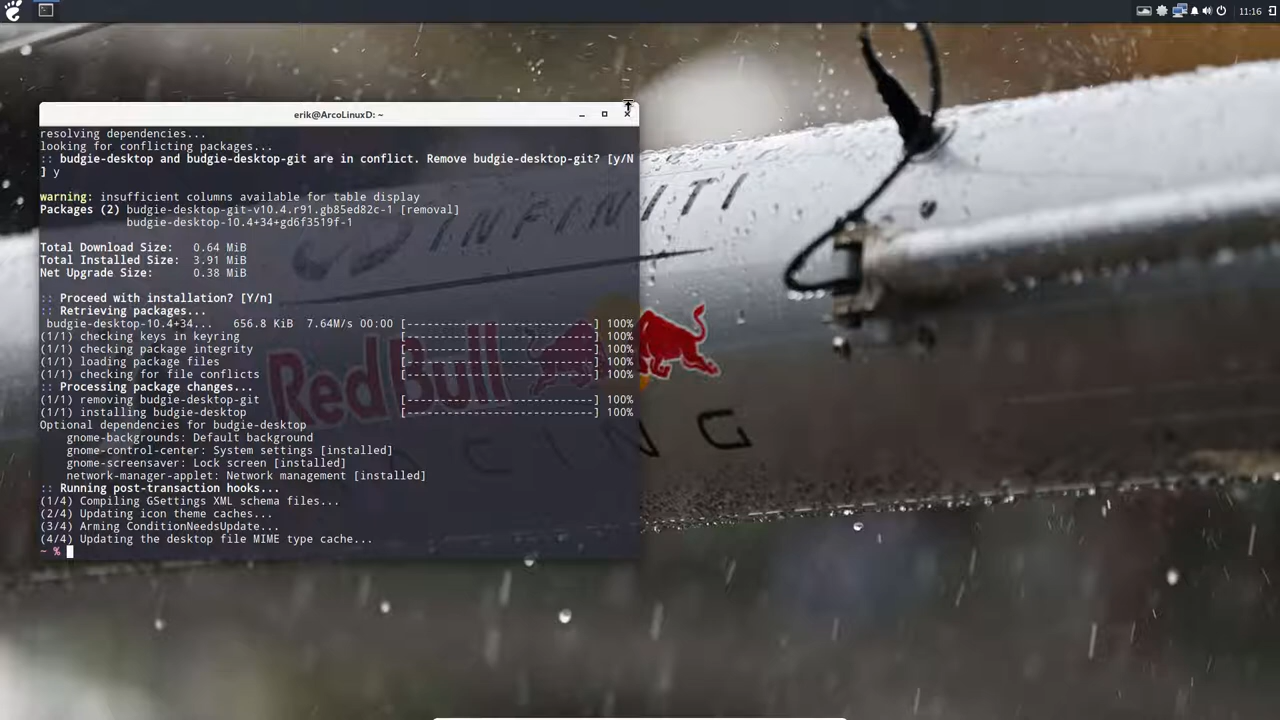 11:16
erik@ArcoLinuxD: ~
resolving dependencies...
looking for conflicting packages...
:: budgie-desktop and budgie-desktop-git are in conflict. Remove budgie-desktop-git? [y/N
] y
warning: insufficient columns available for table display
Packages (2) budgie-desktop-git-v10.4.r91.gb85ed82c-1 [removal]
budgie-desktop-10.4+34+gd6f3519f-1
Total Download Size: 0.64 MiB
Total Installed Size: 3.91 MiB
Net Upgrade Size: 0.38 MiB
:: Proceed with installation? [Y/n]
:: Retrieving packages...
budgie-desktop-10.4+34... 656.8 KiB 7.64M/s 00:00 [------------------------------] 100%
(1/1) checking keys in keyring [------------------------------] 100%
(1/1) checking package integrity [------------------------------] 100%
(1/1) loading package files [------------------------------] 100%
(1/1) checking for file conflicts [------------------------------] 100%
:: Processing package changes...
(1/1) removing budgie-desktop-git [------------------------------] 100%
(1/1) installing budgie-desktop [------------------------------] 100%
Optional dependencies for budgie-desktop
gnome-backgrounds: Default background
gnome-control-center: System settings [installed]
gnome-screensaver: Lock screen [installed]
network-manager-applet: Network management [installed]
:: Running post-transaction hooks...
(1/4) Compiling GSettings XML schema files...
(2/4) Updating icon theme caches...
(3/4) Arming ConditionNeedsUpdate...
(4/4) Updating the desktop file MIME type cache...
~ %
INFINITI
Red Bull
RACING